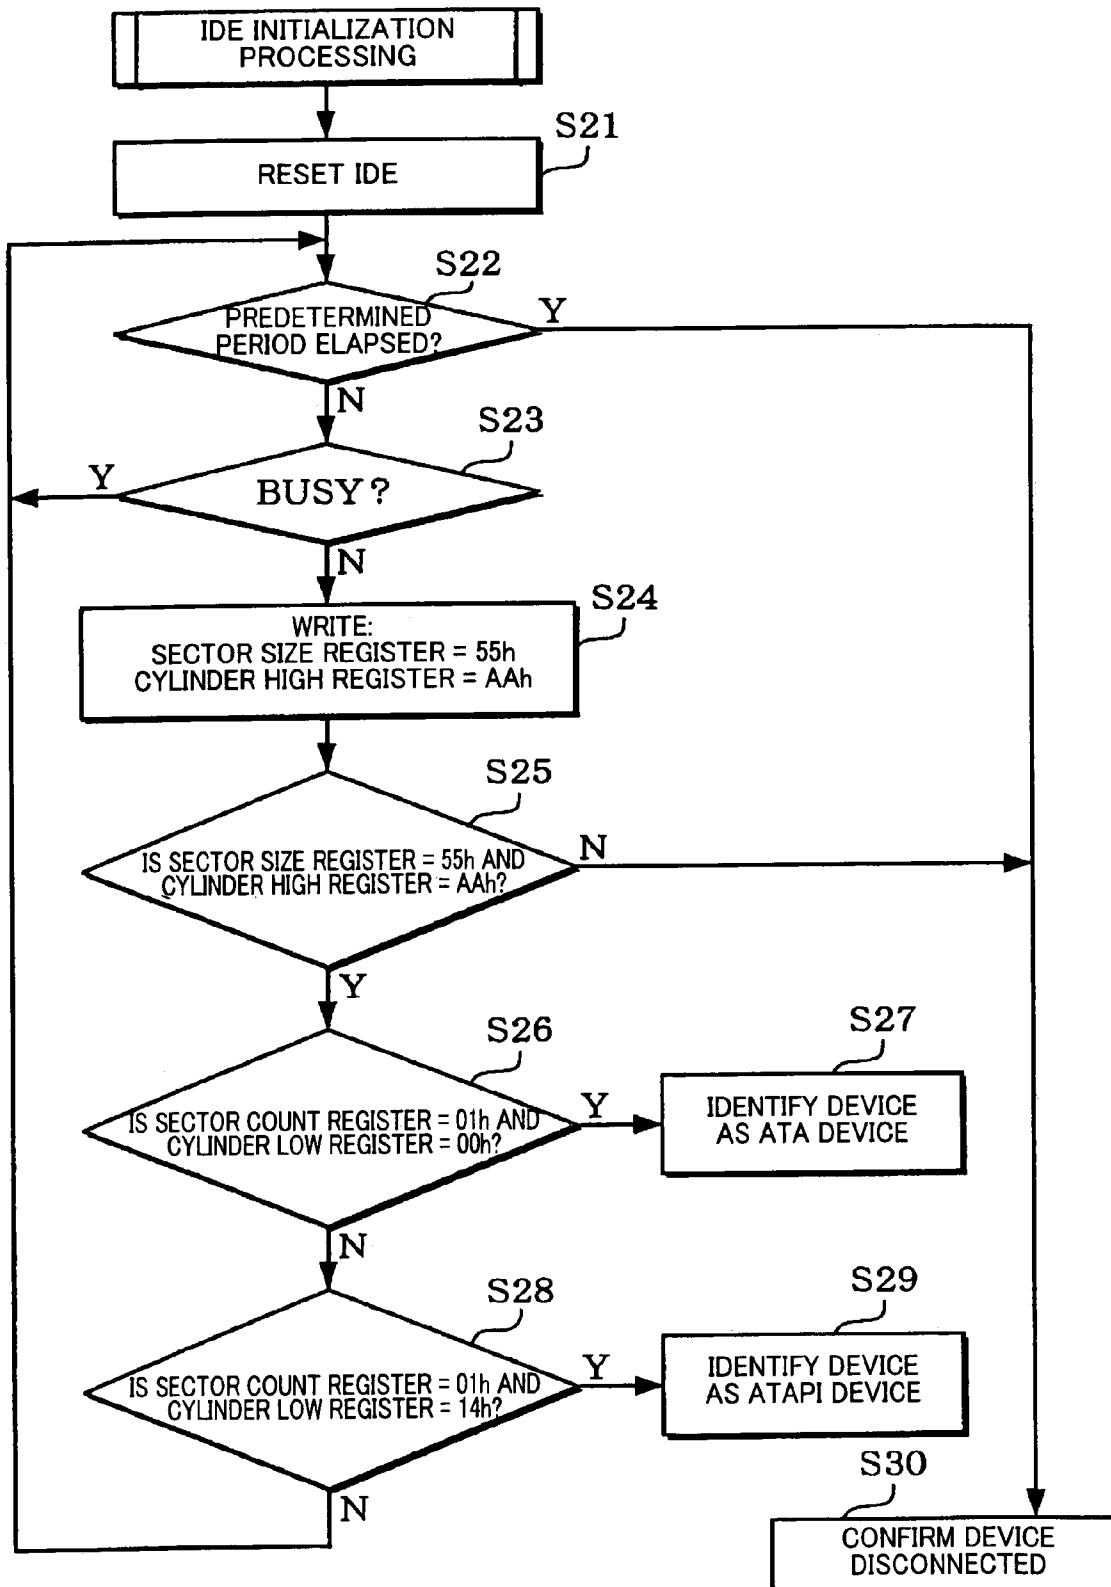 IDE INITIALIZATION
PROCESSING
S21
RESET IDE
S22
PREDETERMINED
PERIOD ELAPSED?
Y
N
S23
BUSY?
Y
N
S24
WRITE:
SECTOR SIZE REGISTER = 55h
CYLINDER HIGH REGISTER = AAh
S25
IS SECTOR SIZE REGISTER = 55h AND
CYLINDER HIGH REGISTER = AAh?
N
Y
S26
IS SECTOR COUNT REGISTER = 01h AND
CYLINDER LOW REGISTER = 00h?
Y
S27
IDENTIFY DEVICE
AS ATA DEVICE
N
S28
IS SECTOR COUNT REGISTER = 01h AND
CYLINDER LOW REGISTER = 14h?
Y
S29
IDENTIFY DEVICE
AS ATAPI DEVICE
N
S30
CONFIRM DEVICE
DISCONNECTED